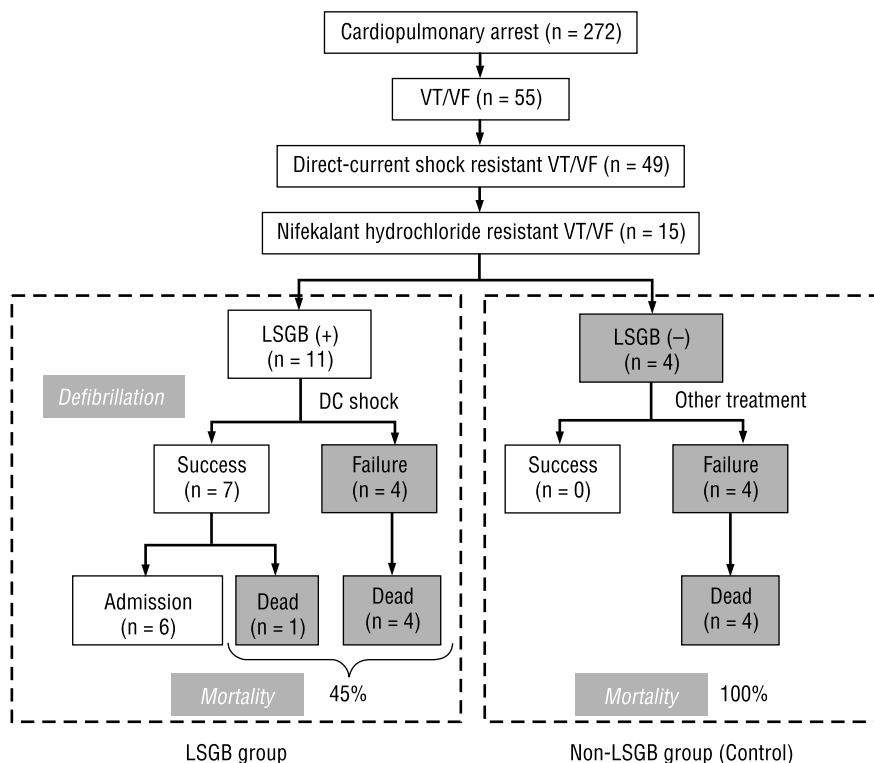 Cardiopulmonary arrest (n = 272)
VT/VF (n = 55)
Direct-current shock resistant VT/VF (n = 49)
Nifekalant hydrochloride resistant VT/VF (n = 15)
LSGB (+)
(n = 11)
Defibrillation
DC shock
Success
(n = 7)
Failure
(n = 4)
Admission
(n = 6)
Dead
(n = 1)
Dead
(n = 4)
Mortality
45%
LSGB group
LSGB (–)
(n = 4)
Other treatment
Success
(n = 0)
Failure
(n = 4)
Dead
(n = 4)
Mortality
100%
Non-LSGB group (Control)